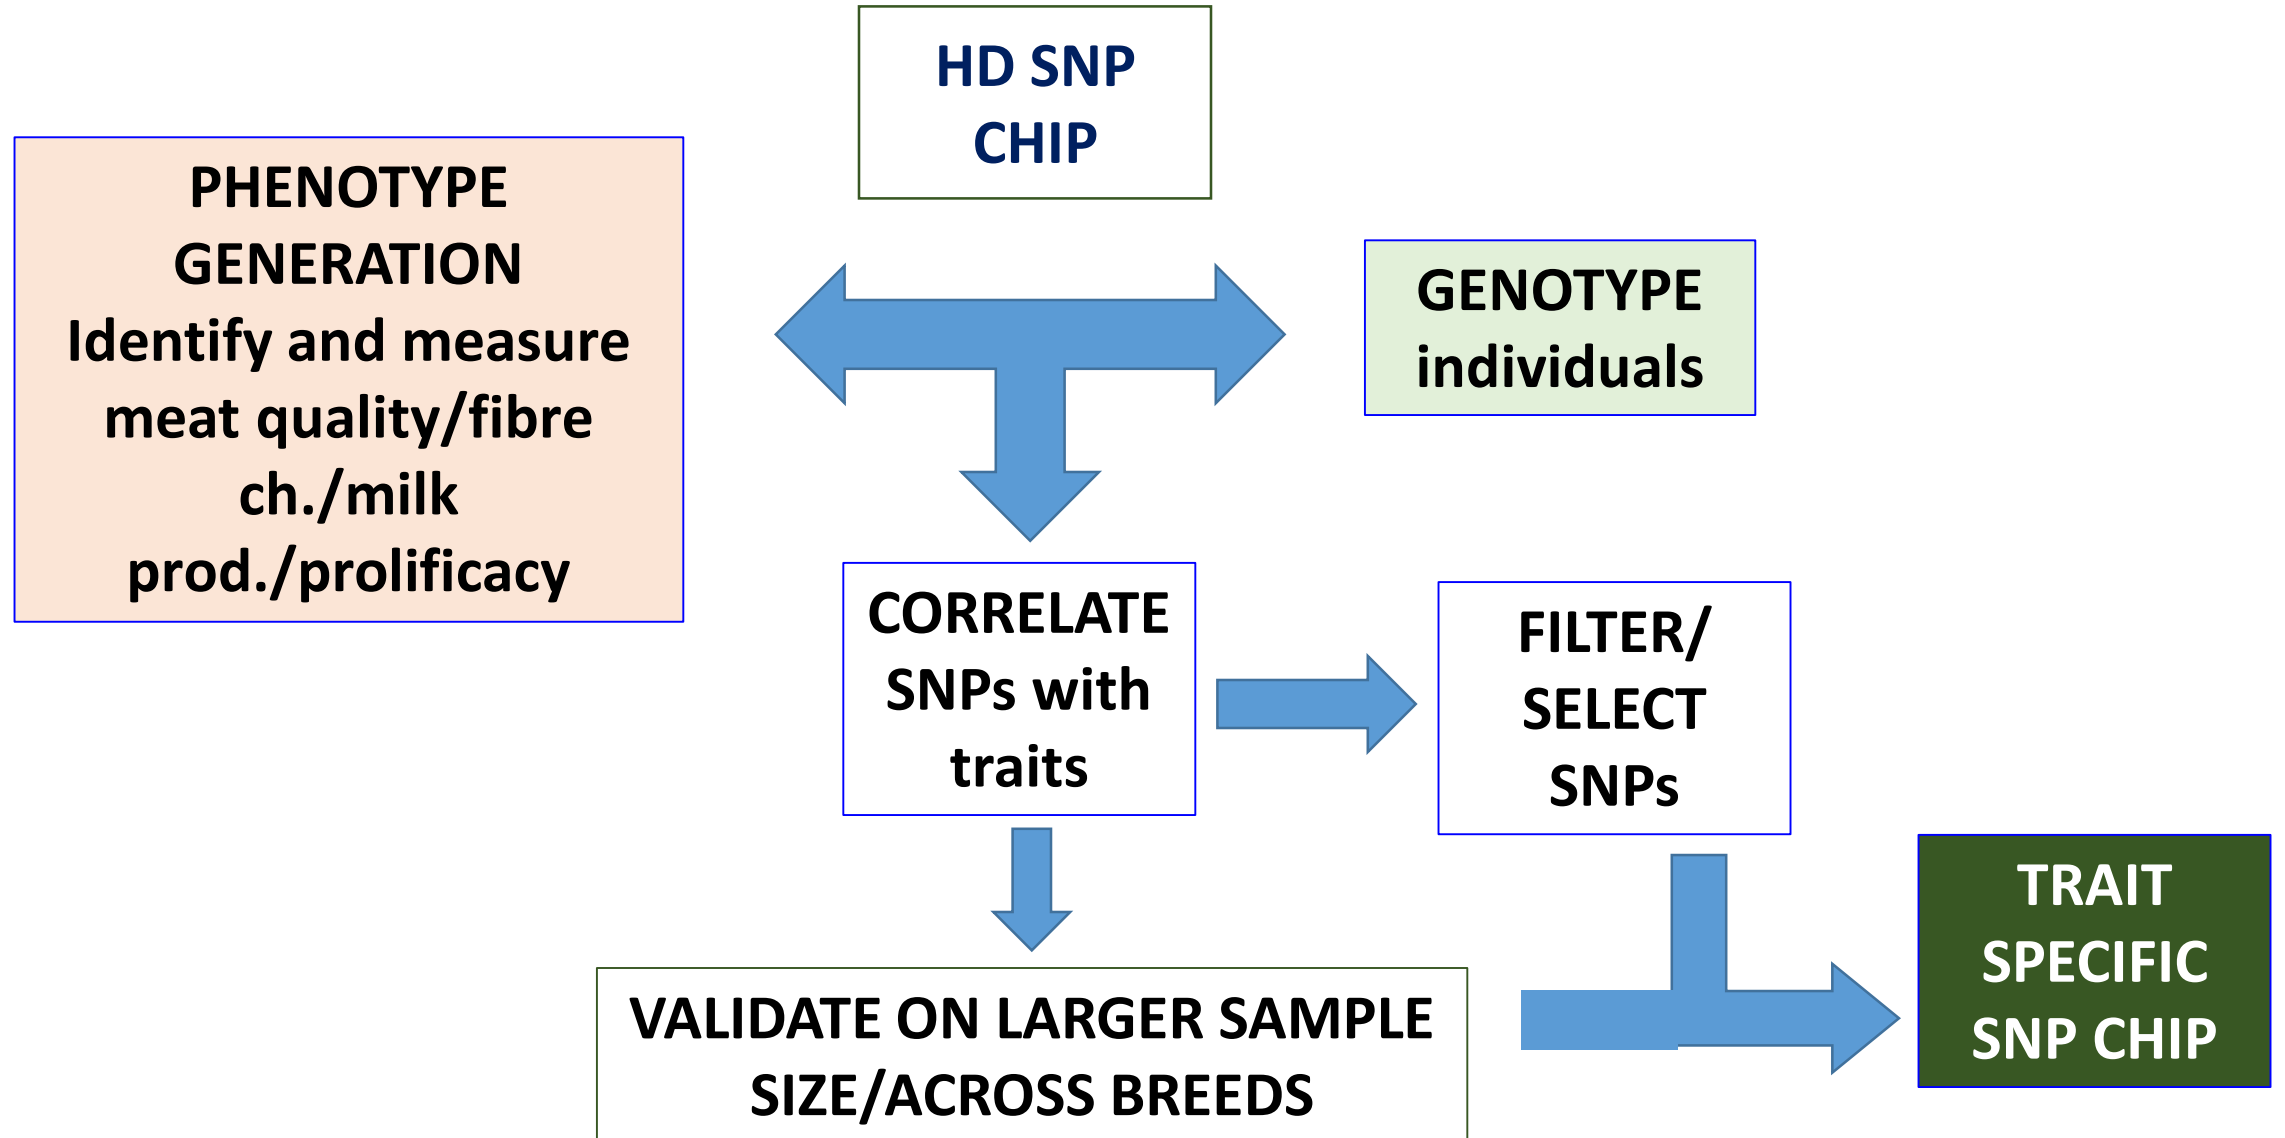 HD SNP
CHIP
PHENOTYPE
GENERATION
Identify and measure
meat quality/fibre
ch./milk
prod./prolificacy
GENOTYPE
individuals
CORRELATE
SNPs with
traits
FILTER/
SELECT
SNPs
TRAIT
SPECIFIC
SNP CHIP
VALIDATE ON LARGER SAMPLE
SIZE/ACROSS BREEDS